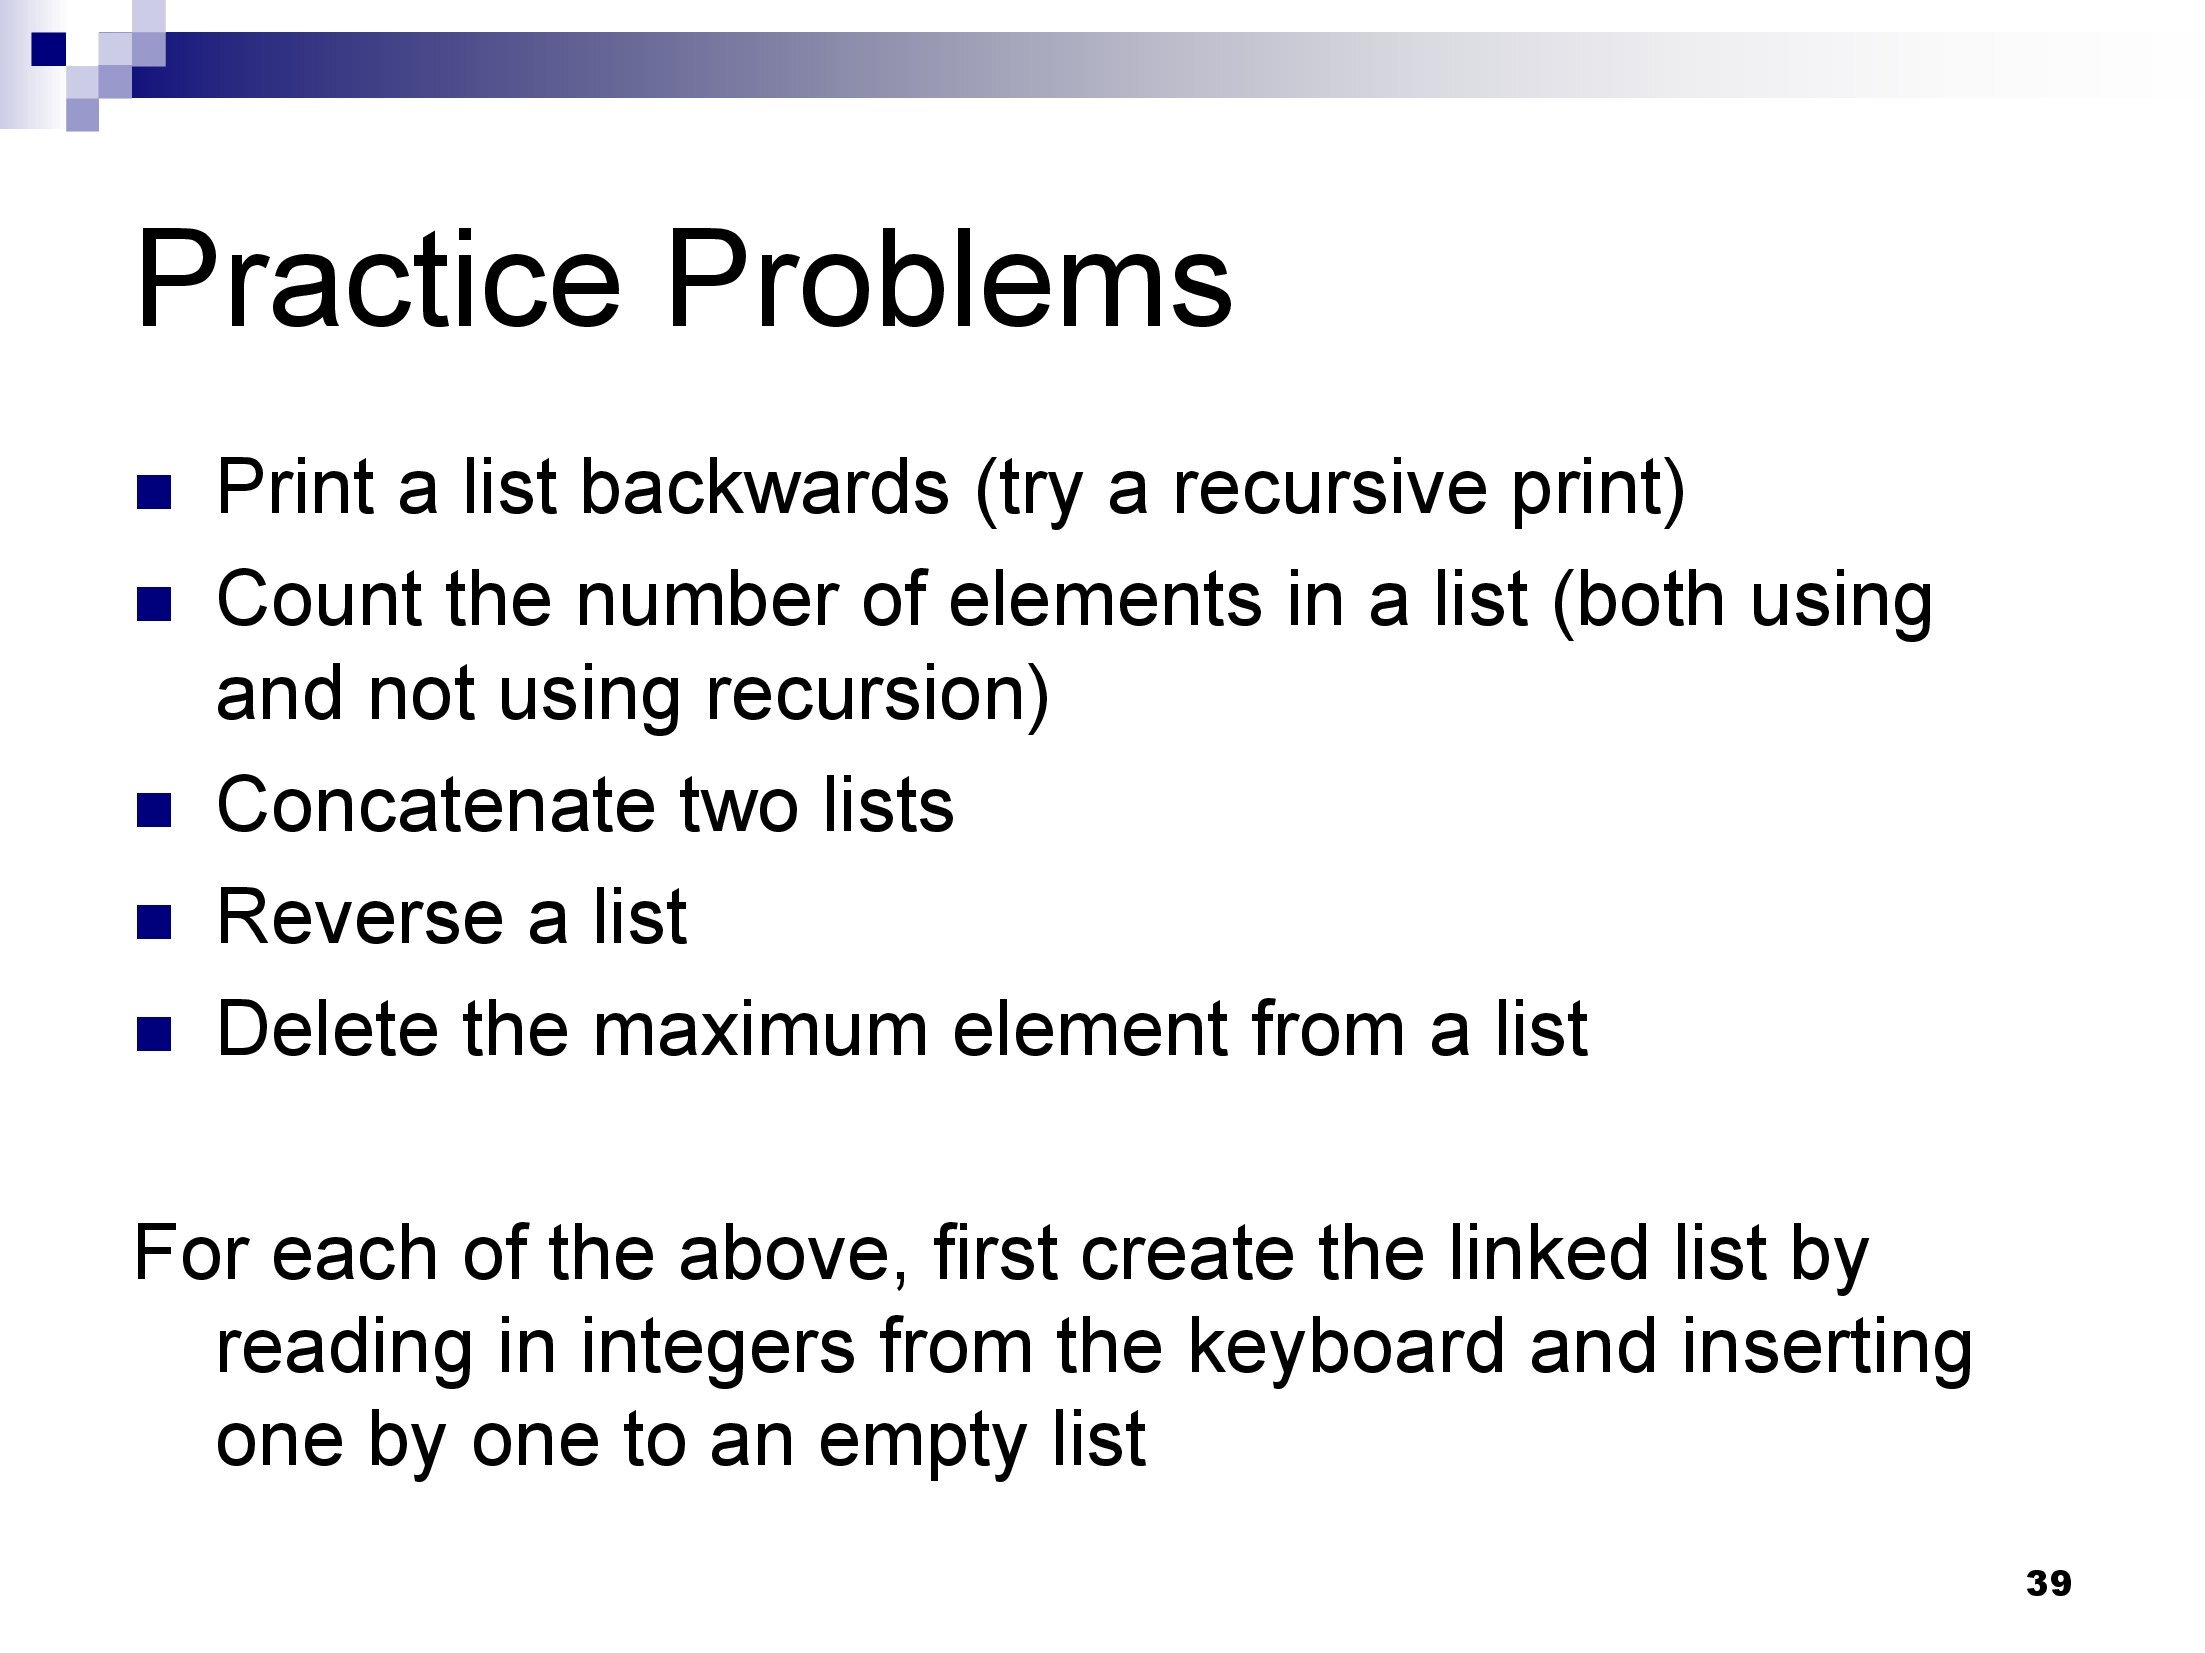 Practice Problems
Print a list backwards (try a recursive print)
Count the number of elements in a list (both using
and not using recursion)
Concatenate two lists
Reverse a list
Delete the maximum element from a list
For each of the above, first create the linked list by
reading in integers from the keyboard and inserting
one by one to an empty list
39